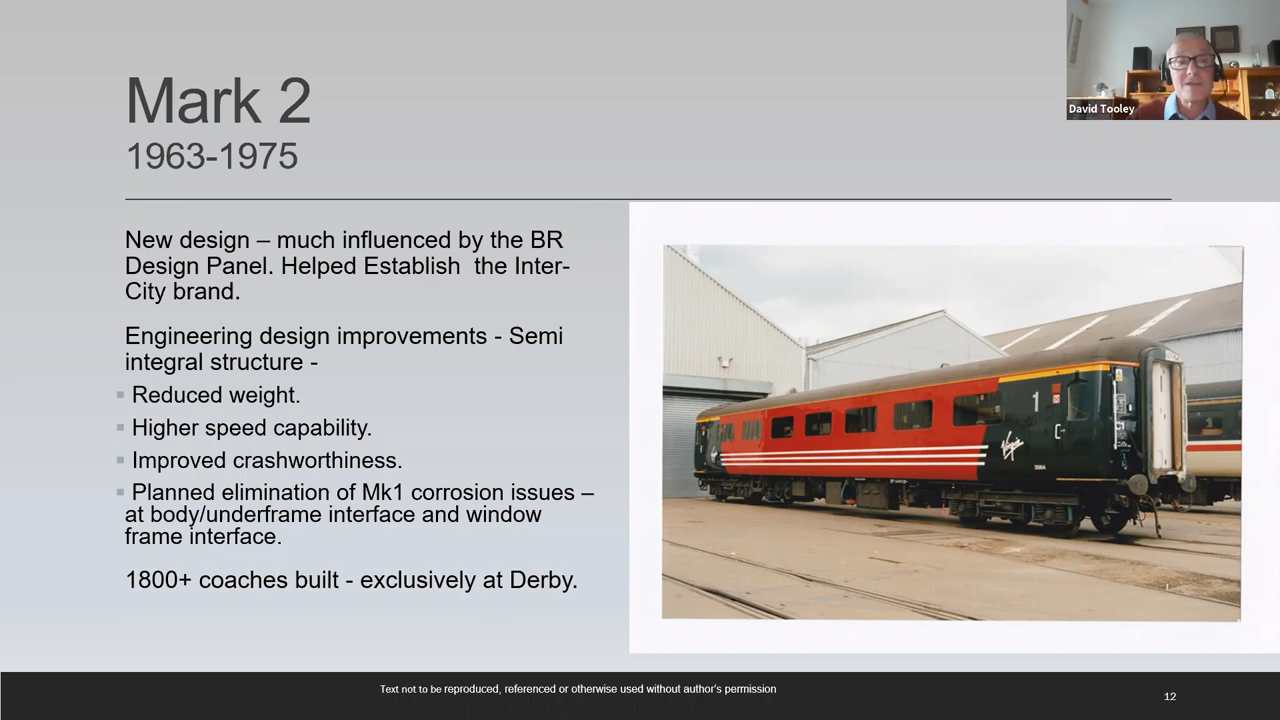 Mark 2
1963-1975
David Tooley
New design – much influenced by the BR
Design Panel. Helped Establish  the Inter-
City brand.
Engineering design improvements - Semi
integral structure -
Reduced weight.
Higher speed capability.
Improved crashworthiness.
Planned elimination of Mk1 corrosion issues –
at body/underframe interface and window
frame interface.
1800+ coaches built - exclusively at Derby.
1
Virgin
Text not to be reproduced, referenced or otherwise used without author's permission
12